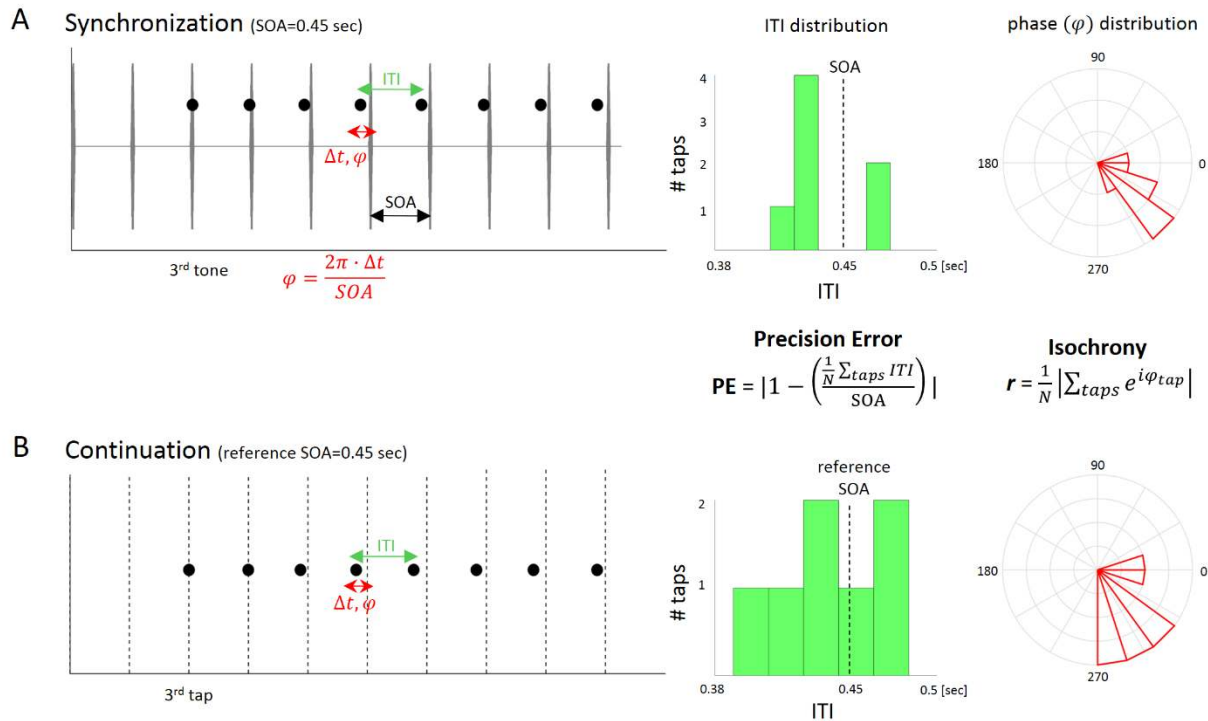 A Synchronization (SOA=0.45 sec)
ITI
Δt, φ
SOA
3rd tone
φ = 2π · Δt / SOA
ITI distribution
SOA
# taps
4
3
2
1
0.38 0.45 0.5 [sec]
ITI
phase (φ) distribution
90
180
0
270
Precision Error
PE = |1 − ( (1/N ∑taps ITI) / SOA )|
Isochrony
r = 1/N |∑taps e^iφtap|
B Continuation (reference SOA=0.45 sec)
ITI
Δt, φ
3rd tap
reference
SOA
# taps
2
1
0.38 0.45 0.5 [sec]
ITI
90
180
0
270